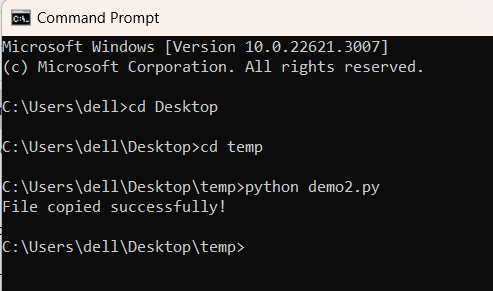 Command Prompt
Microsoft Windows [Version 10.0.22621.3007]
(c) Microsoft Corporation. All rights reserved.
C:\Users\dell>cd Desktop
C:\Users\dell\Desktop>cd temp
C:\Users\dell\Desktop\temp>python demo2.py
File copied successfully!
C:\Users\dell\Desktop\temp>